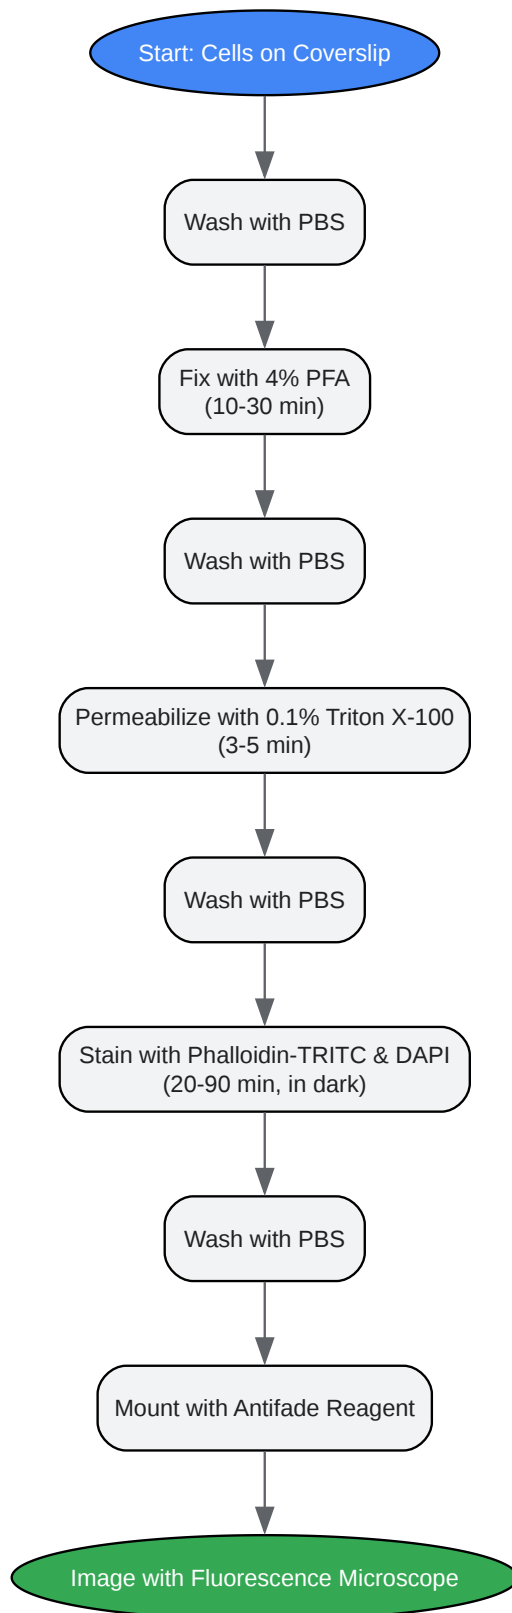 Start: Cells on Coverslip
Wash with PBS
Fix with 4% PFA
(10-30 min)
Wash with PBS
Permeabilize with 0.1% Triton X-100
(3-5 min)
Wash with PBS
Stain with Phalloidin-TRITC & DAPI
(20-90 min, in dark)
Wash with PBS
Mount with Antifade Reagent
Image with Fluorescence Microscope